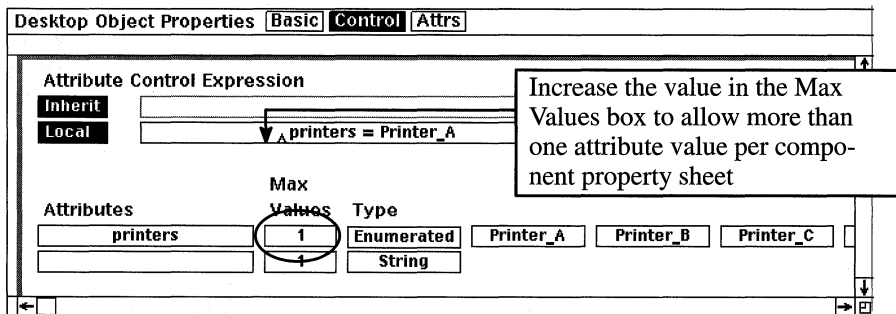 Desktop Object Properties Basic Control Attrs
Attribute Control Expression
Inherit
Local ^printers = Printer_A
Increase the value in the Max
Values box to allow more than
one attribute value per compo-
nent property sheet
Max
Attributes Values Type
printers 1 Enumerated Printer_A Printer_B Printer_C
1 String